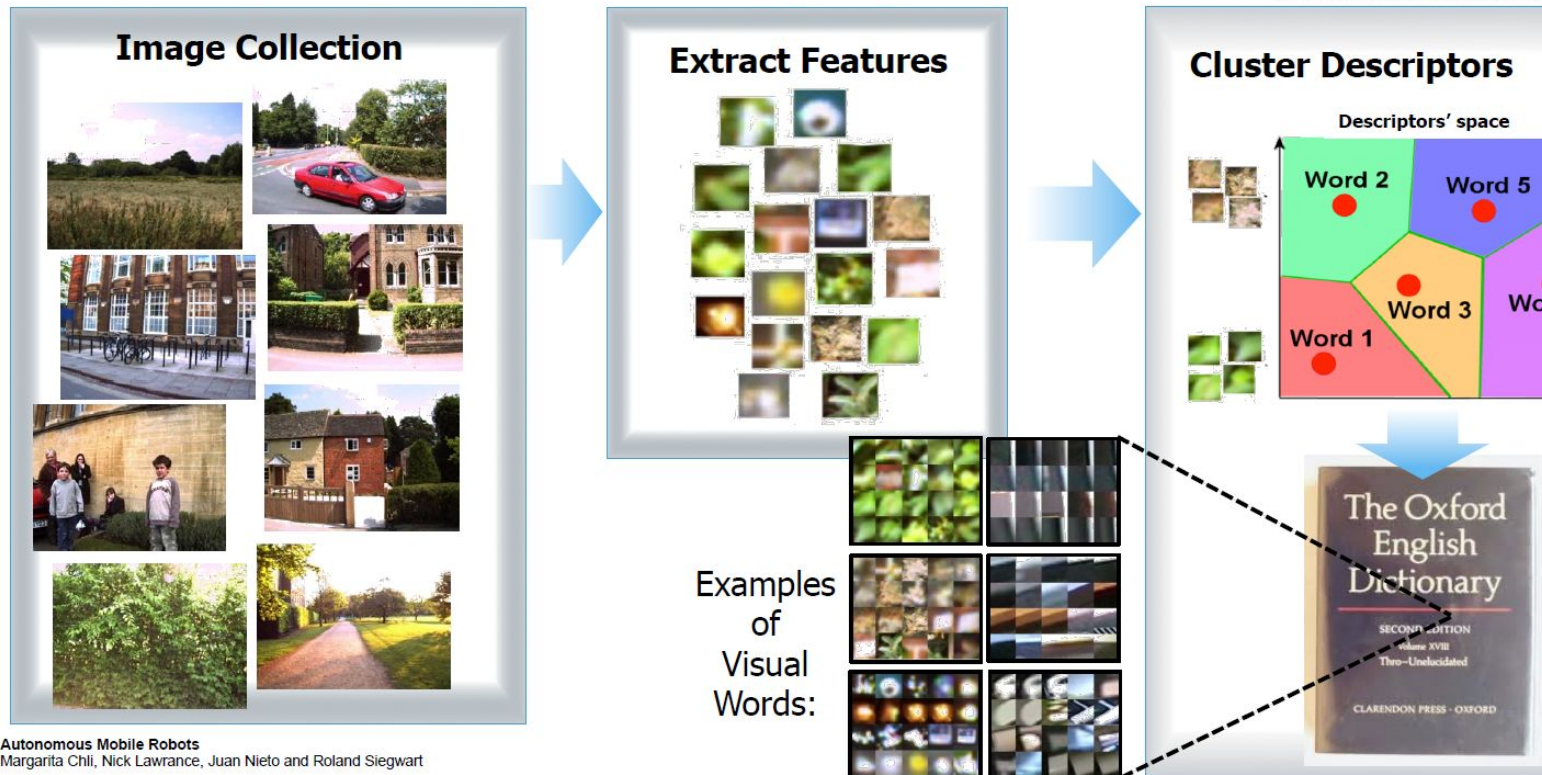 Image Collection
Extract Features
Cluster Descriptors
Descriptors’ space
Word 2
Word 5
Word 3
Word 1
Examples
of
Visual
Words:
The Oxford
English
Dictionary
SECOND EDITION
Volume XVIII
Thro-Unelucidated
CLARENDON PRESS · OXFORD
Autonomous Mobile Robots
Margarita Chli, Nick Lawrance, Juan Nieto and Roland Siegwart